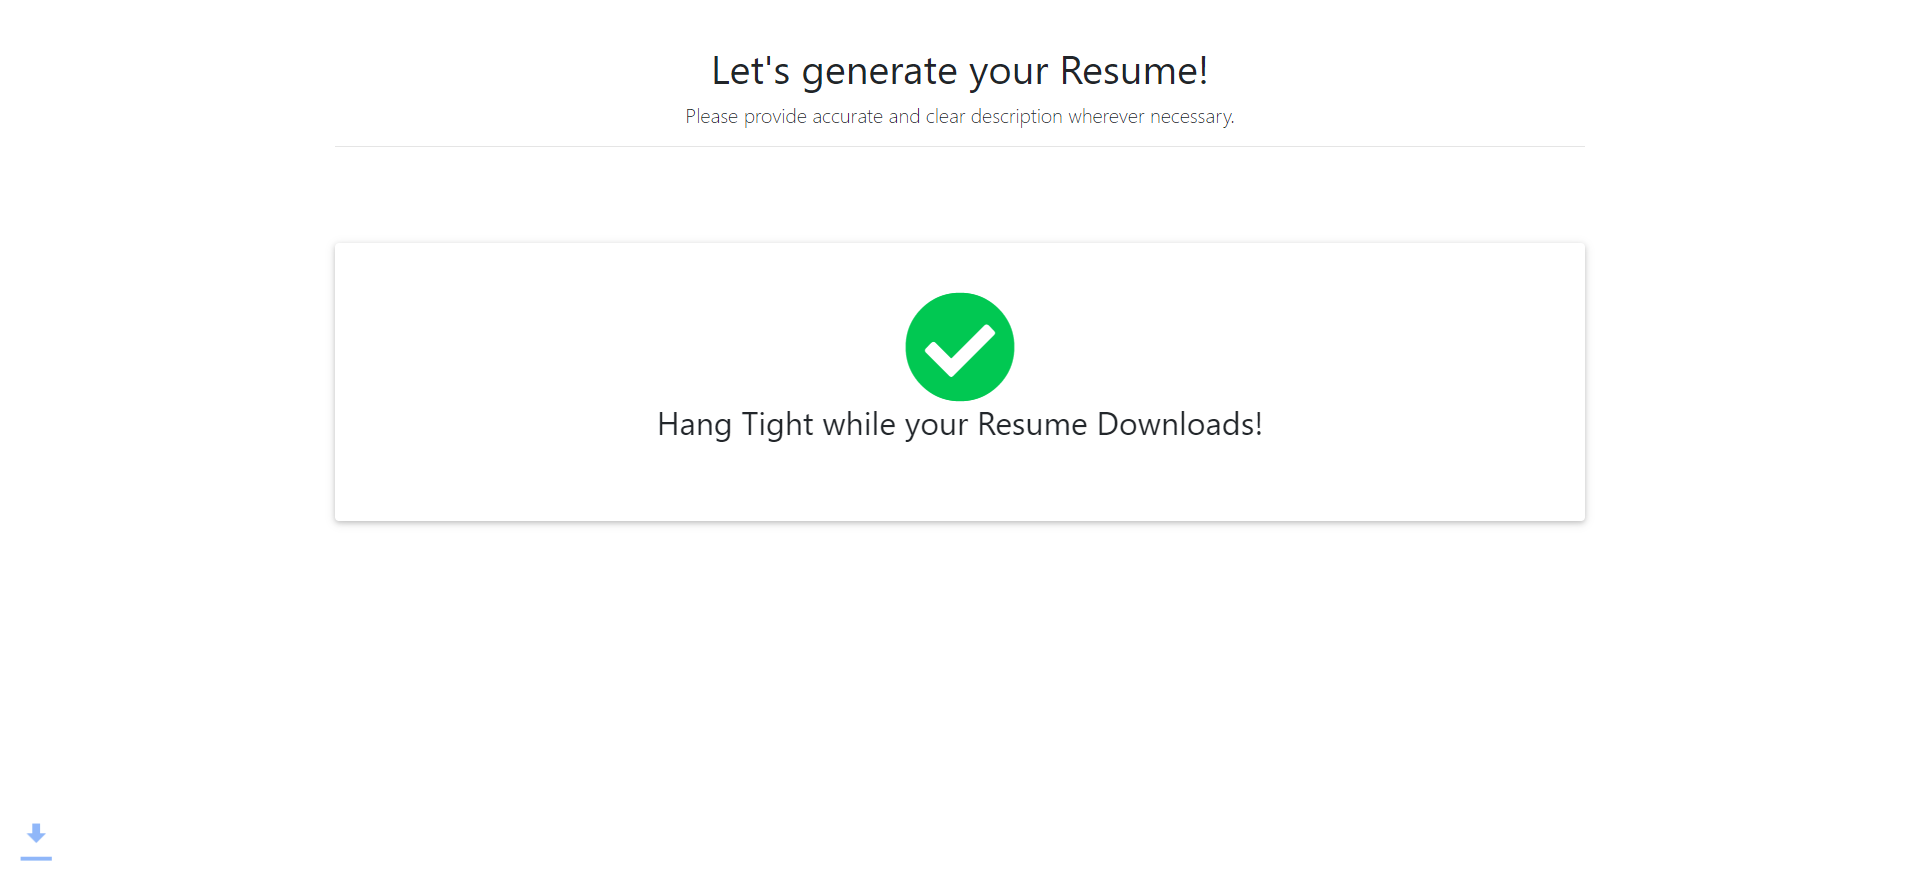 Let's generate your Resume!
Please provide accurate and clear description wherever necessary.
Hang Tight while your Resume Downloads!